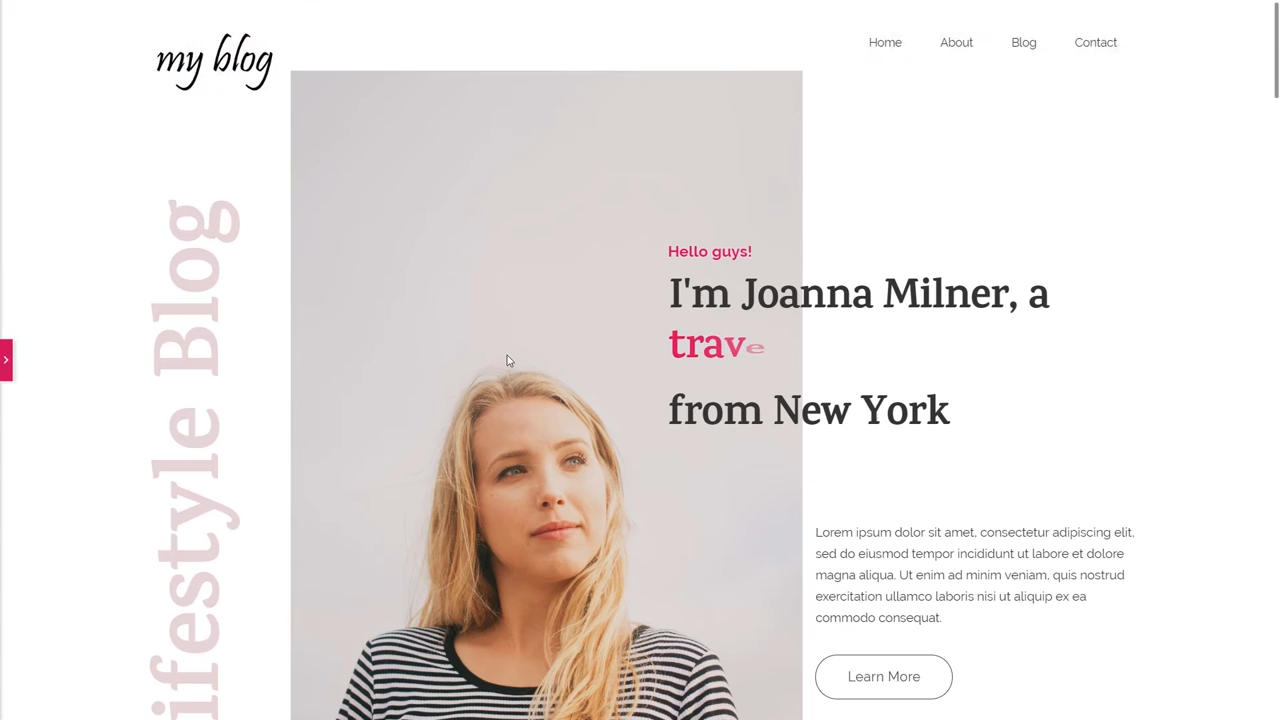 my blog
Home
About
Blog
Contact
ifestyle Blog
Hello guys!
I'm Joanna Milner, a
trave
from New York
Lorem ipsum dolor sit amet, consectetur adipiscing elit,
sed do eiusmod tempor incididunt ut labore et dolore
magna aliqua. Ut enim ad minim veniam, quis nostrud
exercitation ullamco laboris nisi ut aliquip ex ea
commodo consequat.
Learn More